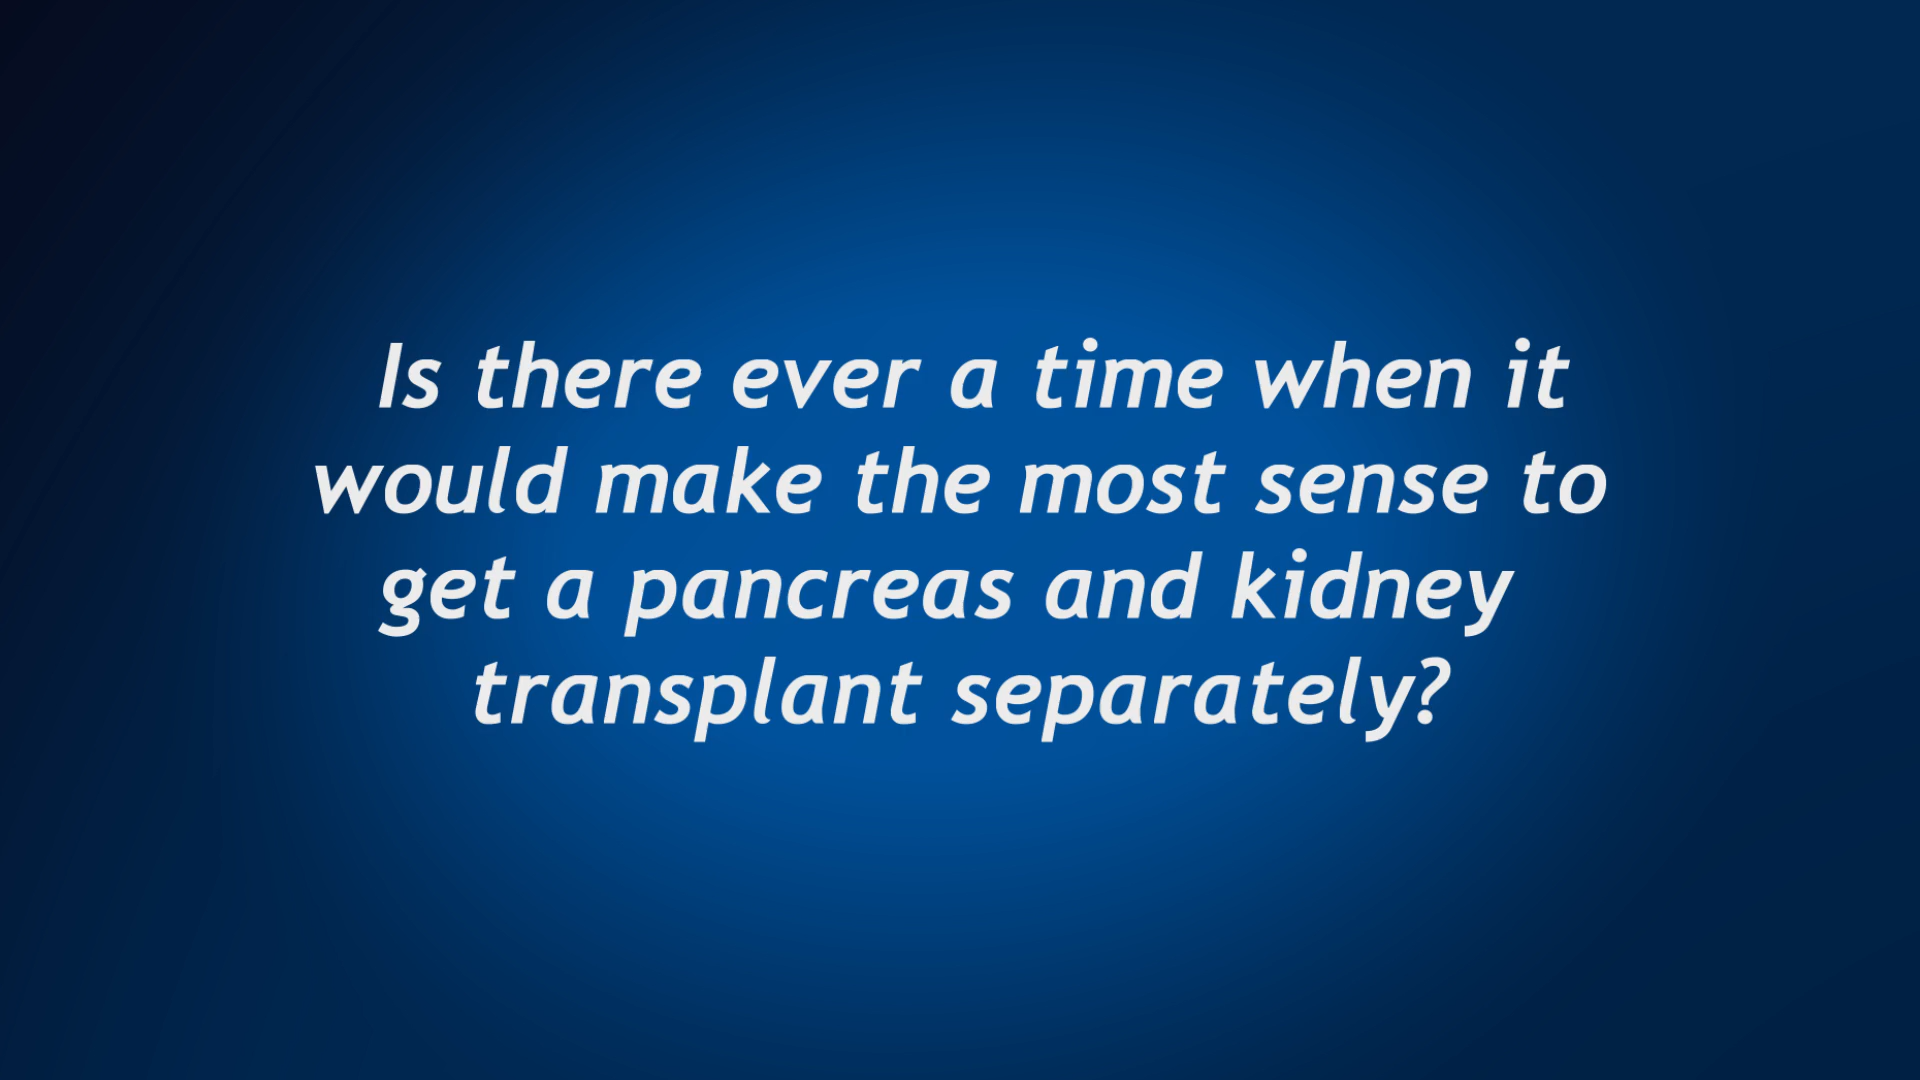 Is there ever a time when it
would make the most sense to
get a pancreas and kidney
transplant separately?